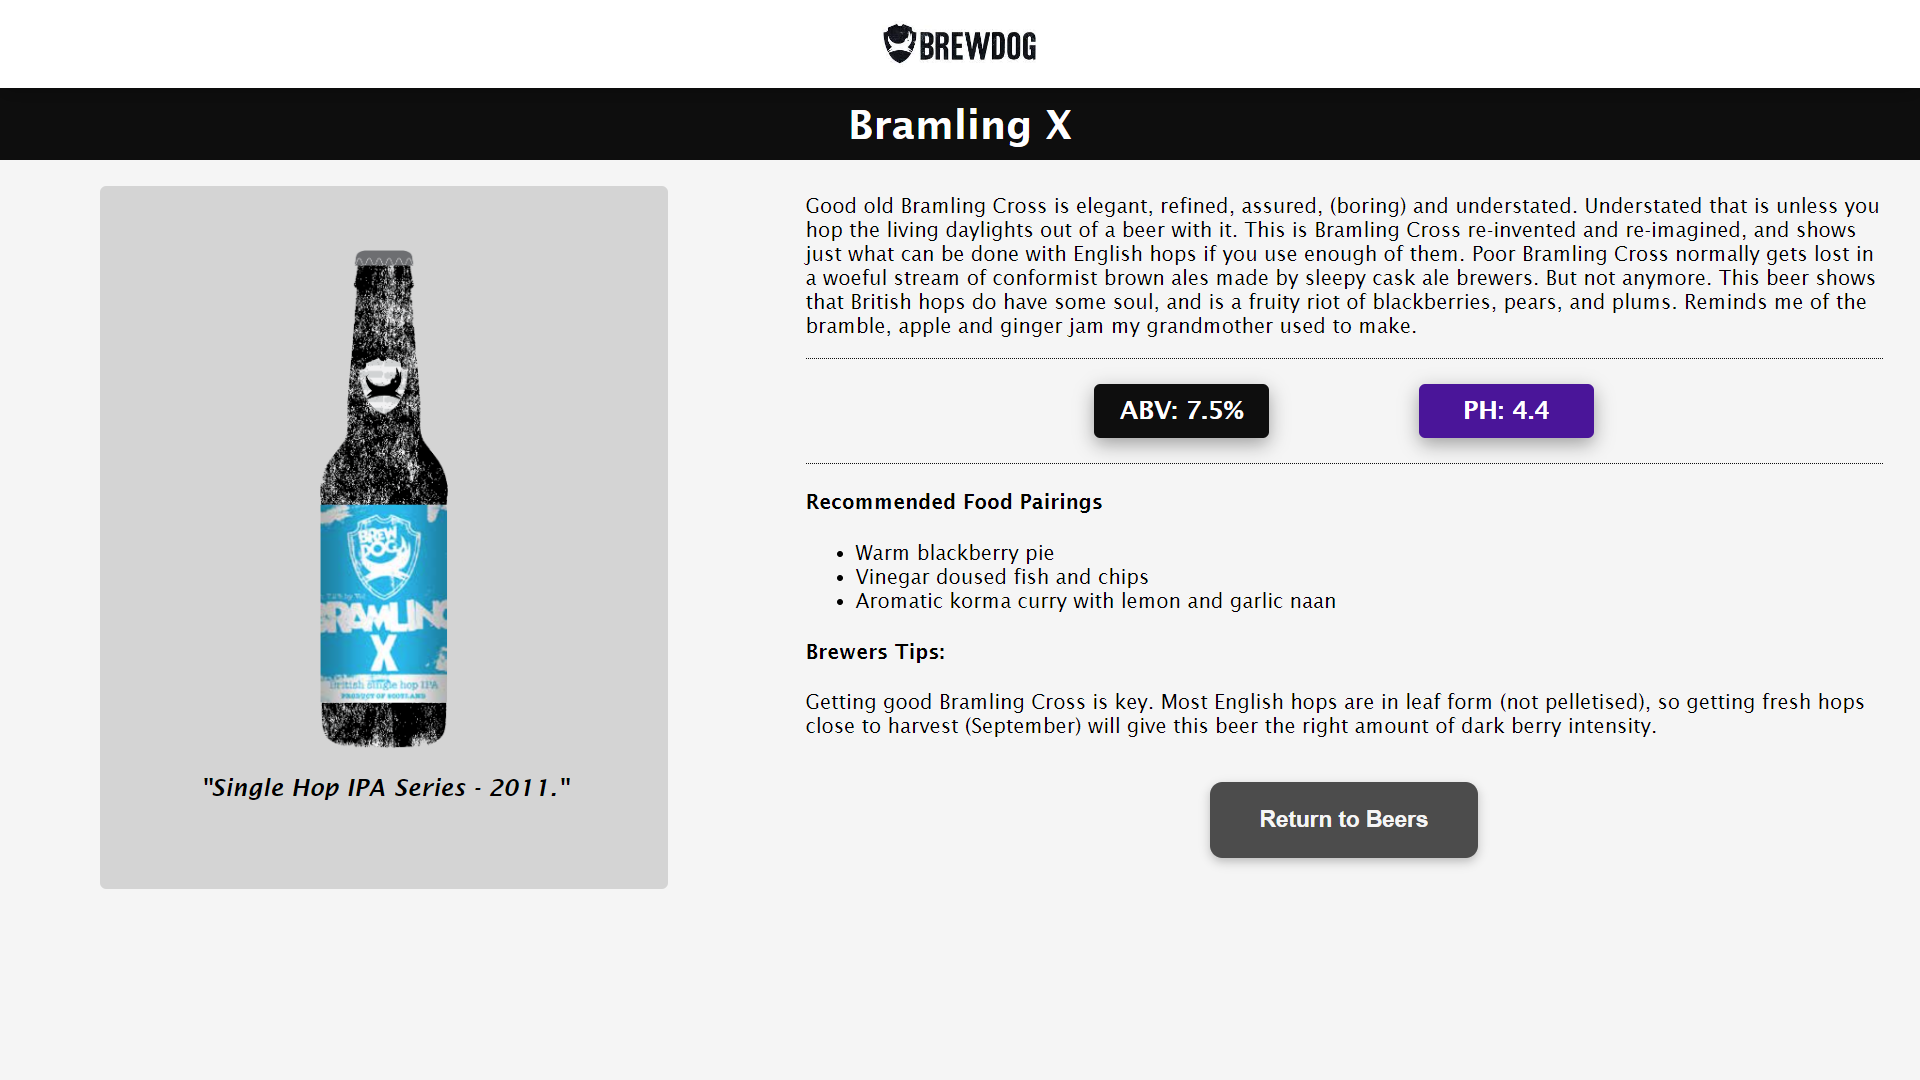 BREWDOG
Bramling X
BREW
DOG
BRAMLING
X
British single hop IPA
PRODUCT OF SCOTLAND
"Single Hop IPA Series - 2011."
Good old Bramling Cross is elegant, refined, assured, (boring) and understated. Understated that is unless you
hop the living daylights out of a beer with it. This is Bramling Cross re-invented and re-imagined, and shows
just what can be done with English hops if you use enough of them. Poor Bramling Cross normally gets lost in
a woeful stream of conformist brown ales made by sleepy cask ale brewers. But not anymore. This beer shows
that British hops do have some soul, and is a fruity riot of blackberries, pears, and plums. Reminds me of the
bramble, apple and ginger jam my grandmother used to make.
ABV: 7.5%
PH: 4.4
Recommended Food Pairings
• Warm blackberry pie
• Vinegar doused fish and chips
• Aromatic korma curry with lemon and garlic naan
Brewers Tips:
Getting good Bramling Cross is key. Most English hops are in leaf form (not pelletised), so getting fresh hops
close to harvest (September) will give this beer the right amount of dark berry intensity.
Return to Beers